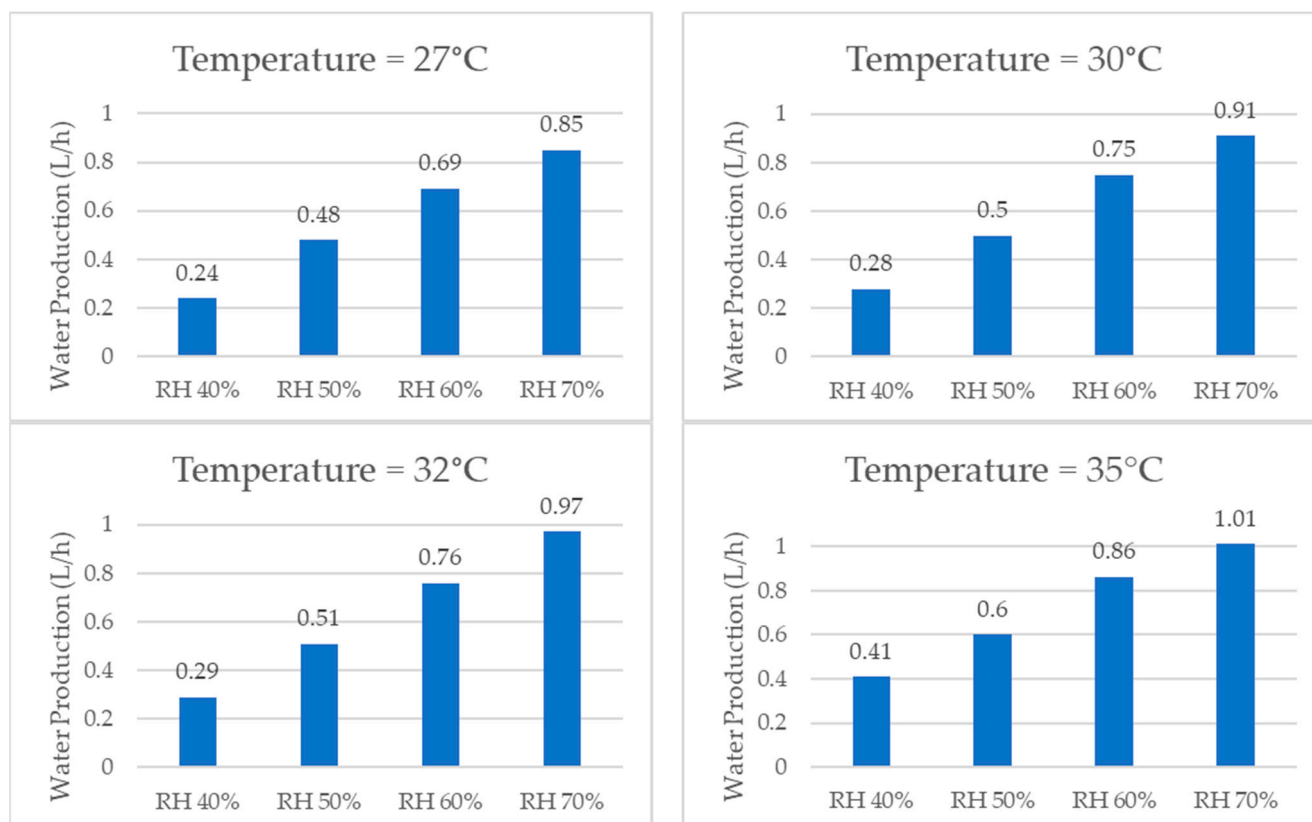 Temperature = 27°C
Water Production (L/h)
1
0.8
0.6
0.4
0.2
0
0.24
0.48
0.69
0.85
RH 40%
RH 50%
RH 60%
RH 70%
Temperature = 30°C
Water Production (L/h)
1
0.8
0.6
0.4
0.2
0
0.28
0.5
0.75
0.91
RH 40%
RH 50%
RH 60%
RH 70%
Temperature = 32°C
Water Production (L/h)
1
0.8
0.6
0.4
0.2
0
0.29
0.51
0.76
0.97
RH 40%
RH 50%
RH 60%
RH 70%
Temperature = 35°C
Water Production (L/h)
1
0.8
0.6
0.4
0.2
0
0.41
0.6
0.86
1.01
RH 40%
RH 50%
RH 60%
RH 70%